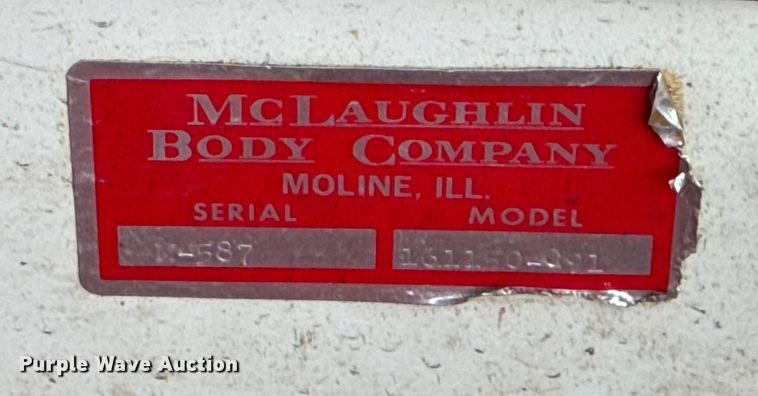 McLAUGHLIN
BODY COMPANY
MOLINE, ILL.
SERIAL MODEL
Purple Wave Auction